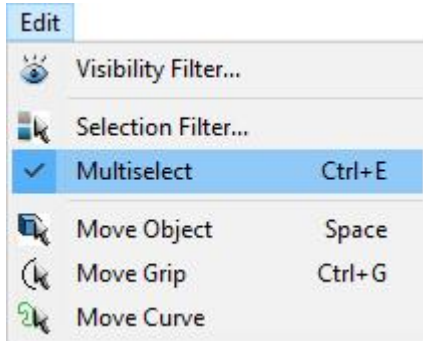 Edit
Visibility Filter...
Selection Filter...
Multiselect Ctrl+E
Move Object Space
Move Grip Ctrl+G
Move Curve